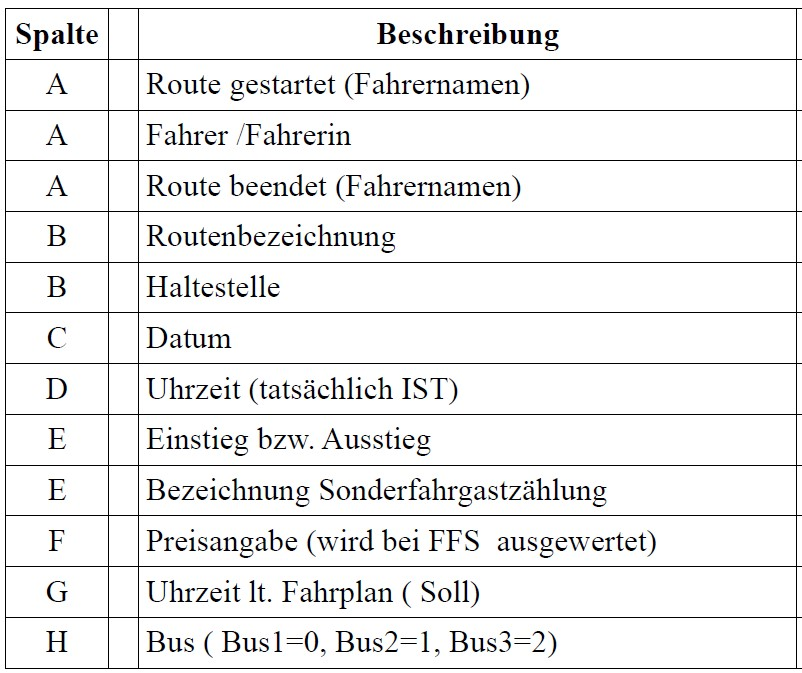 Spalte Beschreibung
A Route gestartet (Fahrernamen)
A Fahrer /Fahrerin
A Route beendet (Fahrernamen)
B Routenbezeichnung
B Haltestelle
C Datum
D Uhrzeit (tatsächlich IST)
E Einstieg bzw. Ausstieg
E Bezeichnung Sonderfahrgastzählung
F Preisangabe (wird bei FFS ausgewertet)
G Uhrzeit lt. Fahrplan ( Soll)
H Bus ( Bus1=0, Bus2=1, Bus3=2)